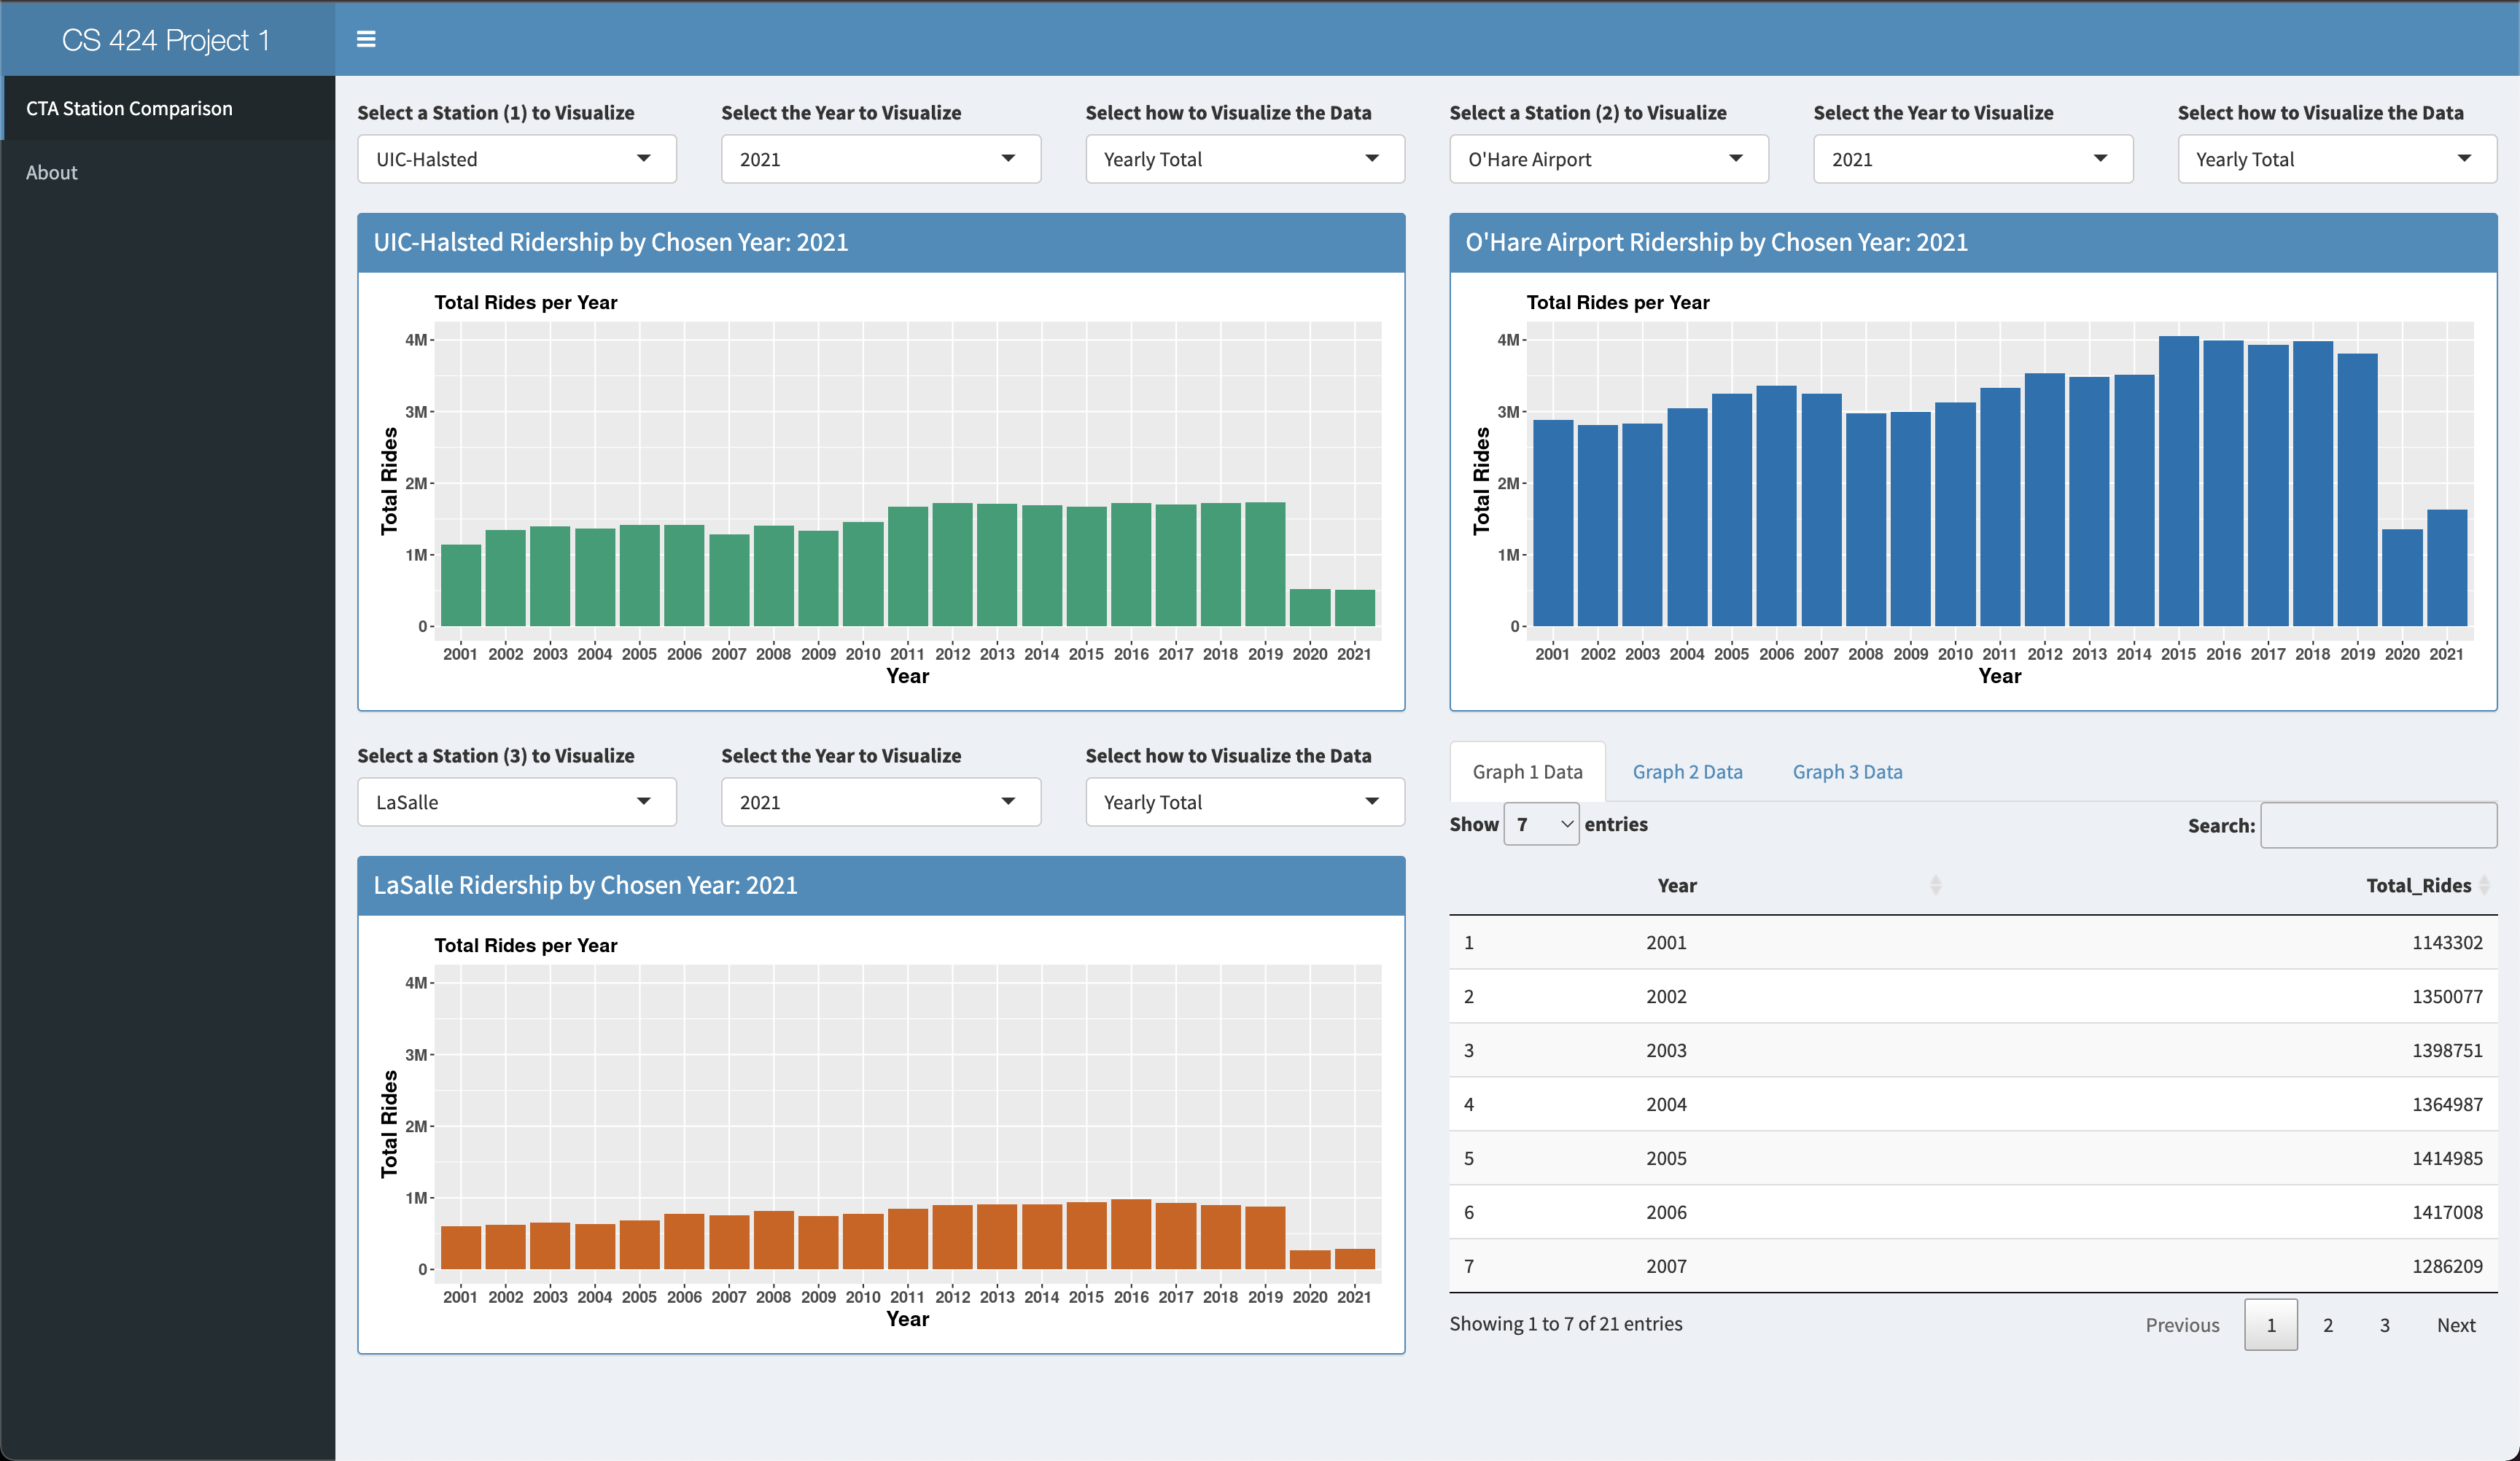 CS 424 Project 1
CTA Station Comparison
About
Select a Station (1) to Visualize
UIC-Halsted
Select the Year to Visualize
2021
Select how to Visualize the Data
Yearly Total
UIC-Halsted Ridership by Chosen Year: 2021
Total Rides per Year
4M
3M
2M
1M
0
Total Rides
2001 2002 2003 2004 2005 2006 2007 2008 2009 2010 2011 2012 2013 2014 2015 2016 2017 2018 2019 2020 2021
Year
Select a Station (2) to Visualize
O'Hare Airport
Select the Year to Visualize
2021
Select how to Visualize the Data
Yearly Total
O'Hare Airport Ridership by Chosen Year: 2021
Total Rides per Year
4M
3M
2M
1M
0
Total Rides
2001 2002 2003 2004 2005 2006 2007 2008 2009 2010 2011 2012 2013 2014 2015 2016 2017 2018 2019 2020 2021
Year
Select a Station (3) to Visualize
LaSalle
Select the Year to Visualize
2021
Select how to Visualize the Data
Yearly Total
LaSalle Ridership by Chosen Year: 2021
Total Rides per Year
4M
3M
2M
1M
0
Total Rides
2001 2002 2003 2004 2005 2006 2007 2008 2009 2010 2011 2012 2013 2014 2015 2016 2017 2018 2019 2020 2021
Year
Graph 1 Data Graph 2 Data Graph 3 Data
Show 7 entries Search:
Year Total_Rides
1 2001 1143302
2 2002 1350077
3 2003 1398751
4 2004 1364987
5 2005 1414985
6 2006 1417008
7 2007 1286209
Showing 1 to 7 of 21 entries
Previous 1 2 3 Next